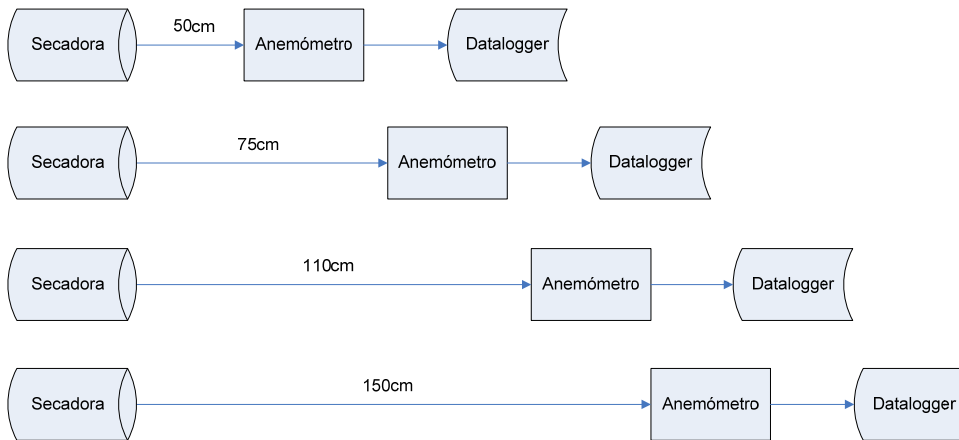 50cm
Secadora
Anemómetro
Datalogger
75cm
Secadora
Anemómetro
Datalogger
110cm
Secadora
Anemómetro
Datalogger
150cm
Secadora
Anemómetro
Datalogger